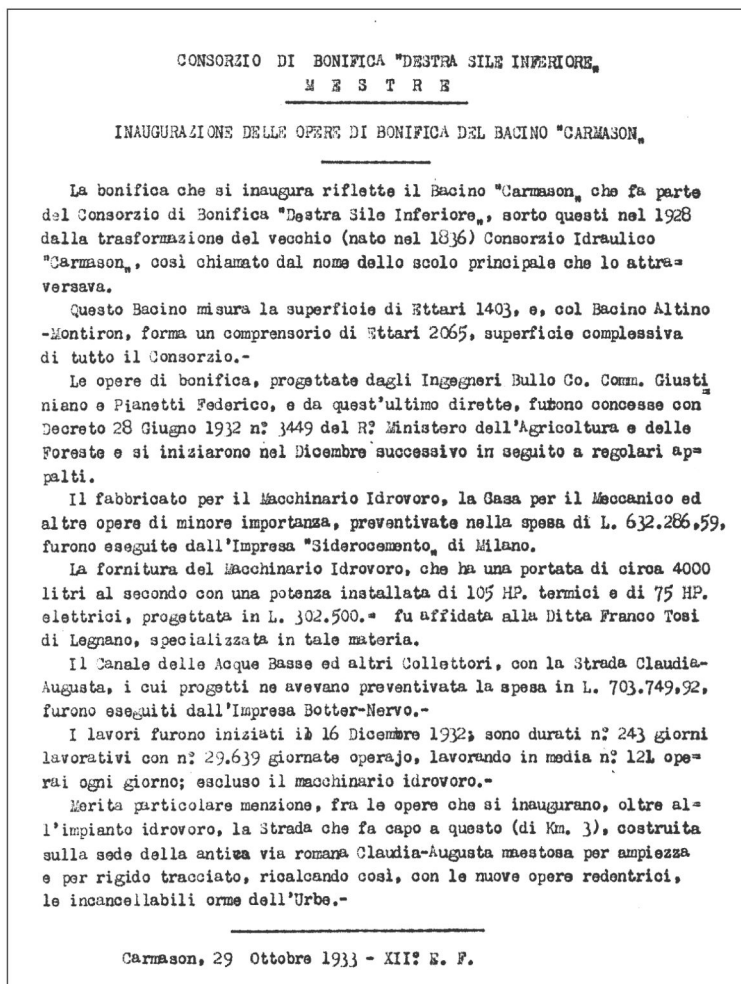 CONSORZIO DI BONIFICA "DESTRA SILE INFERIORE„
M E S T R E
INAUGURAZIONE DELLE OPERE DI BONIFICA DEL BACINO "CARMASON„
La bonifica che si inaugura riflette il Bacino "Carmason„ che fa parte
del Consorzio di Bonifica "Destra Sile Inferiore„, sorto questi nel 1928
dalla trasformazione del vecchio (nato nel 1836) Consorzio Idraulico
"Carmason„, così chiamato dal nome dello scolo principale che lo attra=
versava.
Questo Bacino misura la superficie di Ettari 1403, e, col Bacino Altino
-Montiron, forma un comprensorio di Ettari 2065, superficie complessiva
di tutto il Consorzio.-
Le opere di bonifica, progettate dagli Ingegneri Bullo Co. Comm. Giusti=
niano e Pianetti Federico, e da quest'ultimo dirette, futono concesse con
Decreto 28 Giugno 1932 n° 3449 del R° Ministero dell'Agricoltura e delle
Foreste e si iniziarono nel Dicembre successivo in seguito a regolari ap=
palti.
Il fabbricato per il Macchinario Idrovoro, la Casa per il Meccanico ed
altre opere di minore importanza, preventivate nella spesa di L. 632.286,59,
furono eseguite dall'Impresa "Siderocemento„ di Milano.
La fornitura del Macchinario Idrovoro, che ha una portata di circa 4000
litri al secondo con una potenza installata di 105 HP. termici e di 75 HP.
elettrici, progettata in L. 302.500.= fu affidata alla Ditta Franco Tosi
di Legnano, specializzata in tale materia.
Il Canale delle Acque Basse ed altri Collettori, con la Strada Claudia-
Augusta, i cui progetti ne avevano preventivata la spesa in L. 703.749,92,
furono eseguiti dall'Impresa Botter-Nervo.-
I lavori furono iniziati il 16 Dicembre 1932; sono durati n° 243 giorni
lavorativi con n° 29.639 giornate operajo, lavorando in media n° 121 ope=
rai ogni giorno; escluso il macchinario idrovoro.-
Merita particolare menzione, fra le opere che si inaugurano, oltre al=
l'impianto idrovoro, la Strada che fa capo a questo (di Km. 3), costruita
sulla sede della antica via romana Claudia-Augusta maestosa per ampiezza
e per rigido tracciato, ricalcando così, con le nuove opere redentrici,
le incancellabili orme dell'Urbe.-
Carmason, 29 Ottobre 1933 - XII° E. F.